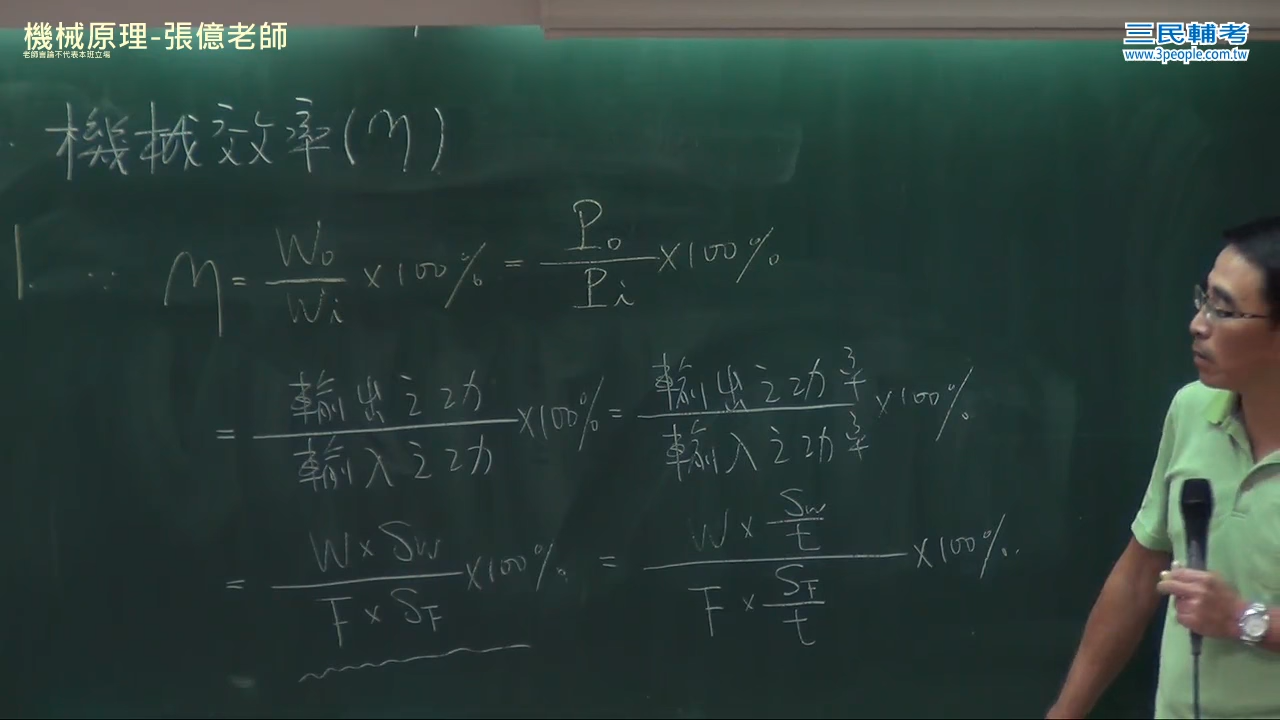 機械原理-張億老師
老師言論不代表本班立場
三民輔考
www.3people.com.tw
機械效率(η)
1. ∵ η = Wo/Wi ×100% = Po/Pi ×100%
= 輸出之功/輸入之功 ×100% = 輸出之功率/輸入之功率 ×100%
= W×Sw/F×SF ×100% = W×Sw/t/F×SF/t ×100%